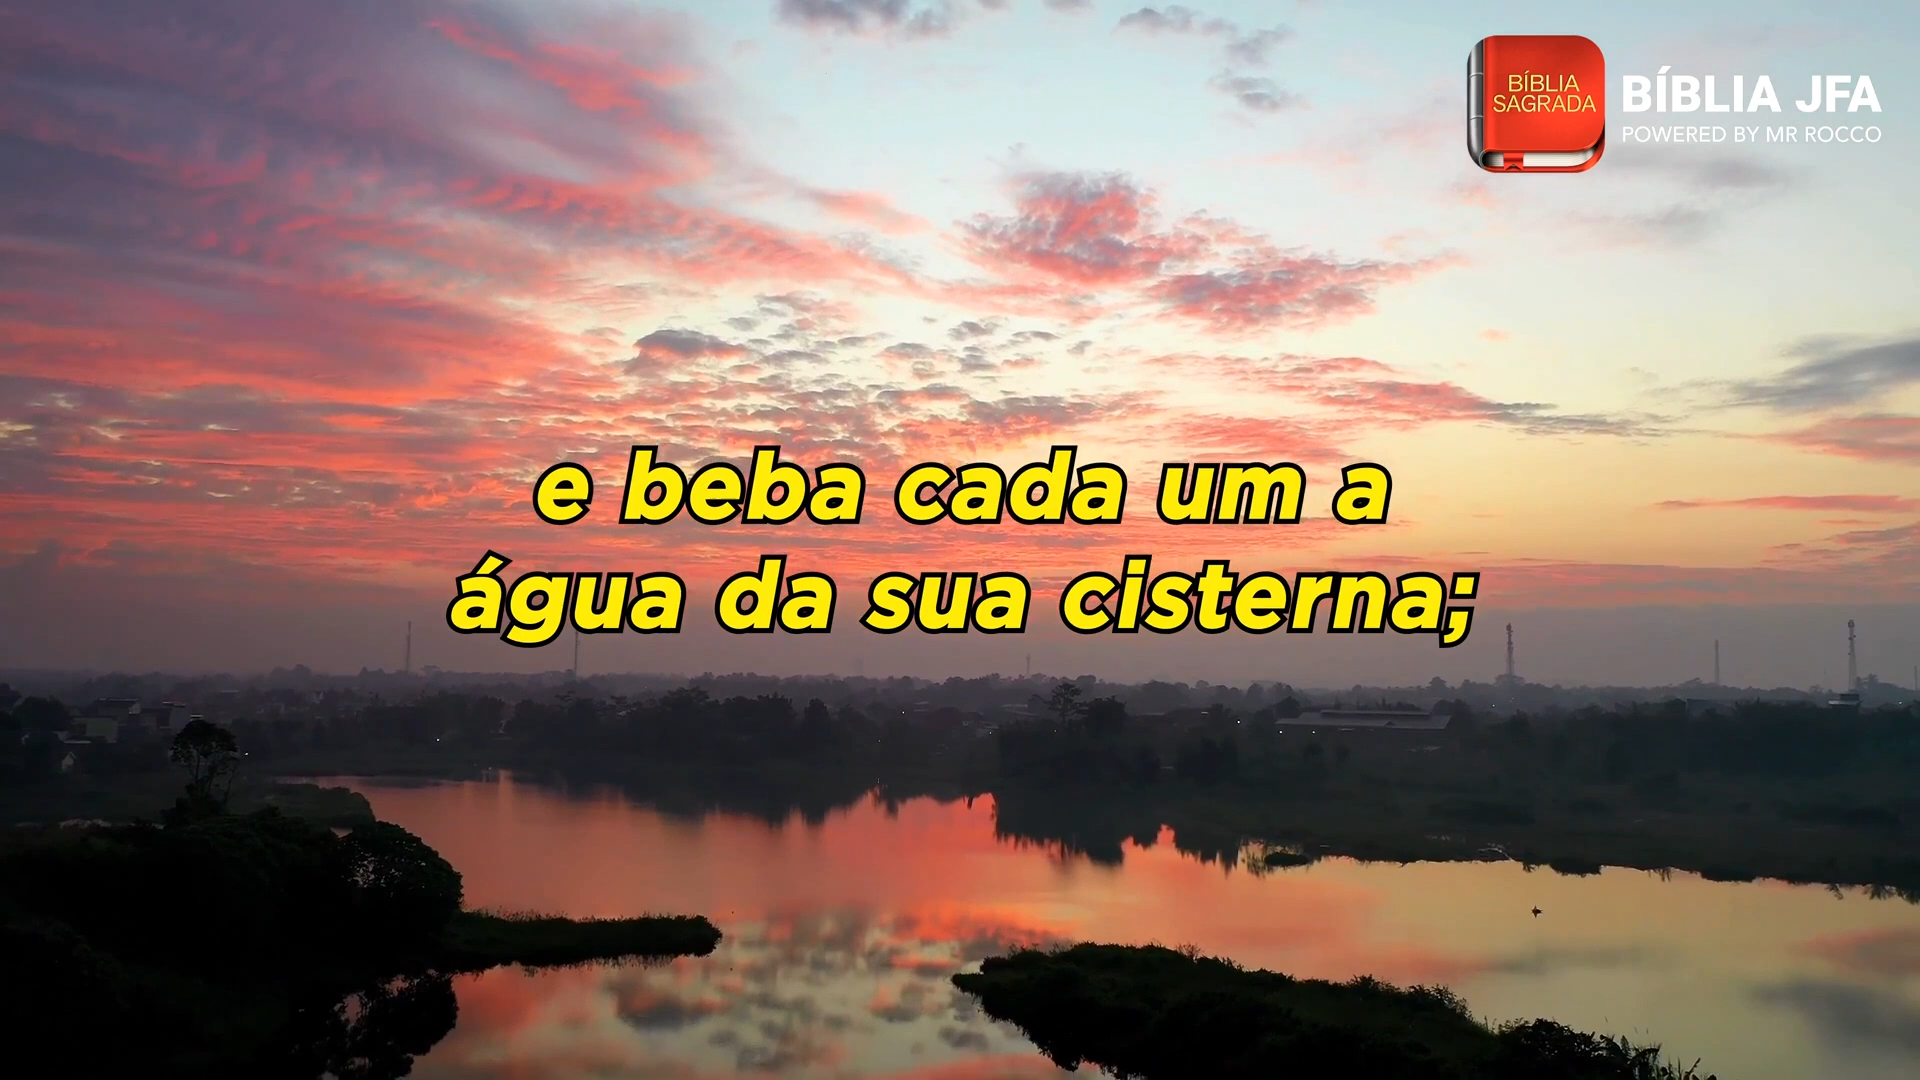 BÍBLIA
SAGRADA
BÍBLIA JFA
POWERED BY MR ROCCO
e beba cada um a
água da sua cisterna;